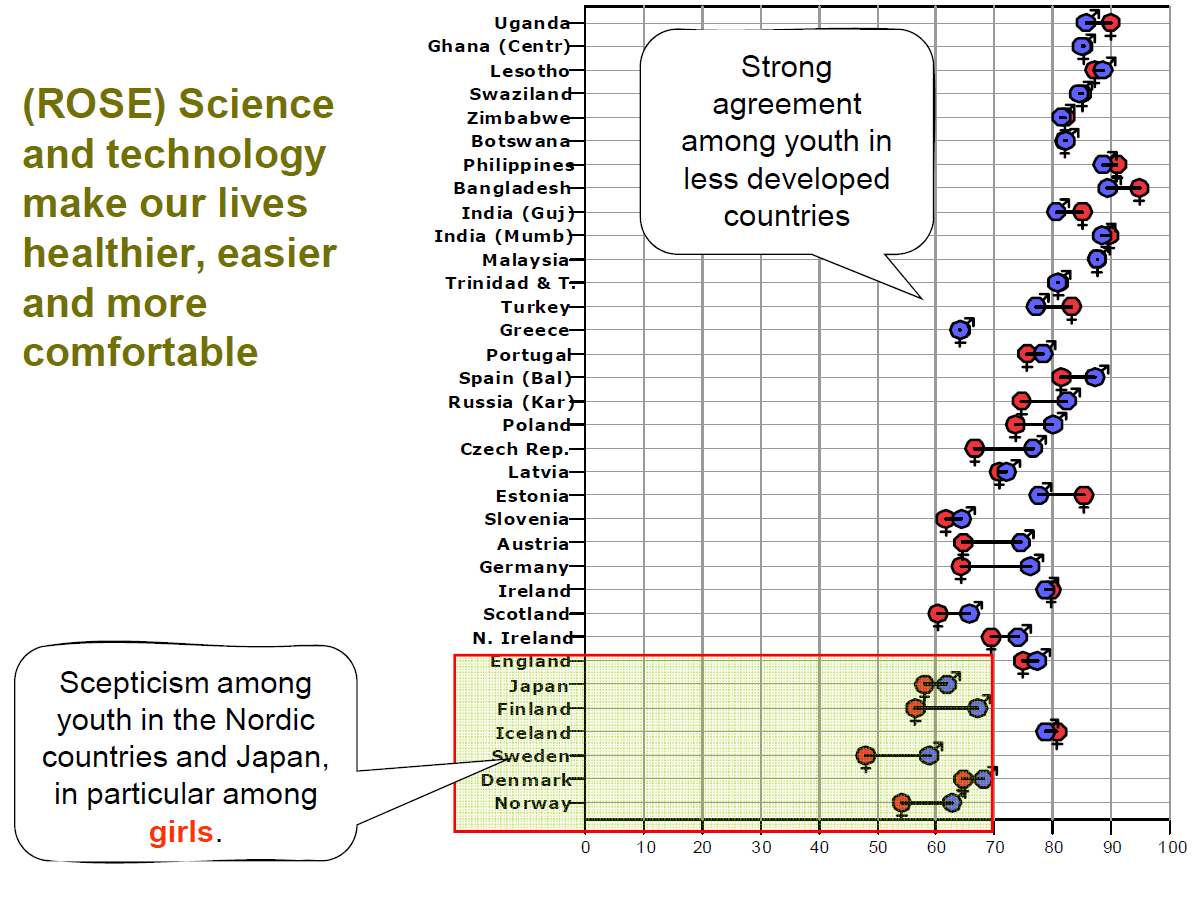 (ROSE) Science
and technology
make our lives
healthier, easier
and more
comfortable
Strong
agreement
among youth in
less developed
countries
Uganda
Ghana (Centr)
Lesotho
Swaziland
Zimbabwe
Botswana
Philippines
Bangladesh
India (Guj)
India (Mumb)
Malaysia
Trinidad & T.
Turkey
Greece
Portugal
Spain (Bal)
Russia (Kar)
Poland
Czech Rep.
Latvia
Estonia
Slovenia
Austria
Germany
Ireland
Scotland
N. Ireland
England
Japan
Finland
Iceland
Sweden
Denmark
Norway
0 10 20 30 40 50 60 70 80 90 100
Scepticism among
youth in the Nordic
countries and Japan,
in particular among
girls.